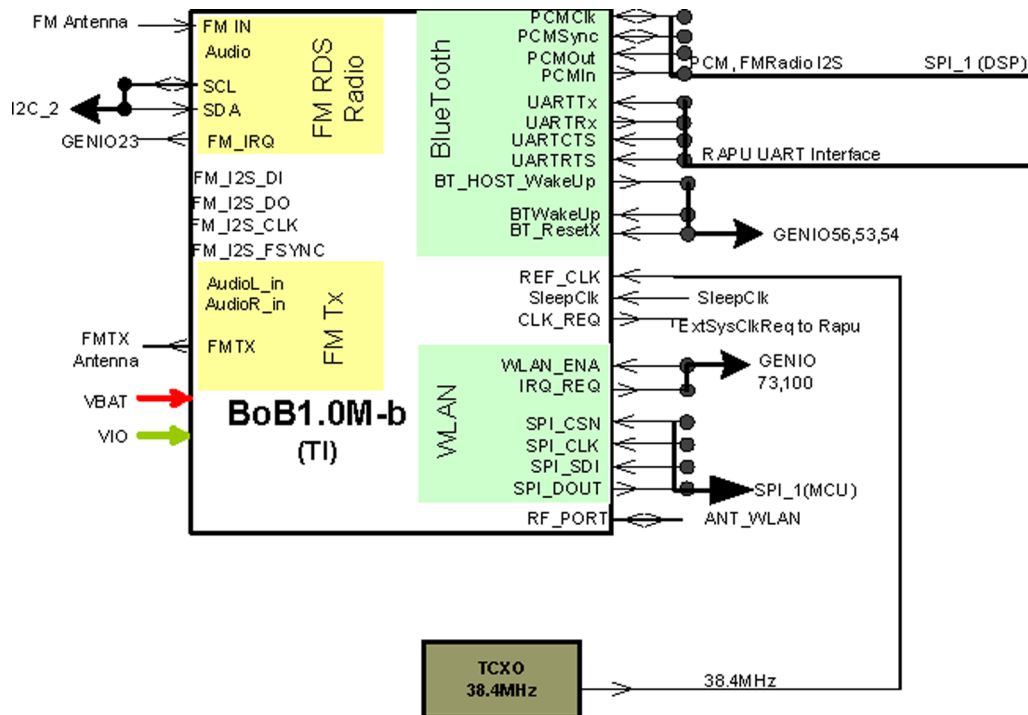 FM Antenna
FM IN
Audio
SCL
SDA
I2C_2
GENIO23
FM_IRQ
FM RDS
Radio
FM_I2S_DI
FM_I2S_DO
FM_I2S_CLK
FM_I2S_FSYNC
AudioL_in
AudioR_in
FMTX
Antenna
FMTX
FM Tx
VBAT
VIO
BoB1.0M-b
(TI)
BlueTooth
PCMClk
PCMSync
PCMOut
PCMIn
PCM, FMRadio I2S
SPI_1 (DSP)
UARTTx
UARTRx
UARTCTS
UARTRTS
RAPU UART Interface
BT_HOST_WakeUp
BTWakeUp
BT_ResetX
GENIO56,53,54
REF_CLK
SleepClk
SleepClk
CLK_REQ
'ExtSysClkReq to Rapu
WLAN
WLAN_ENA
IRQ_REQ
GENIO
73,100
SPI_CSN
SPI_CLK
SPI_SDI
SPI_DOUT
SPI_1(MCU)
RF_PORT
ANT_WLAN
TCXO
38.4MHz
38.4MHz